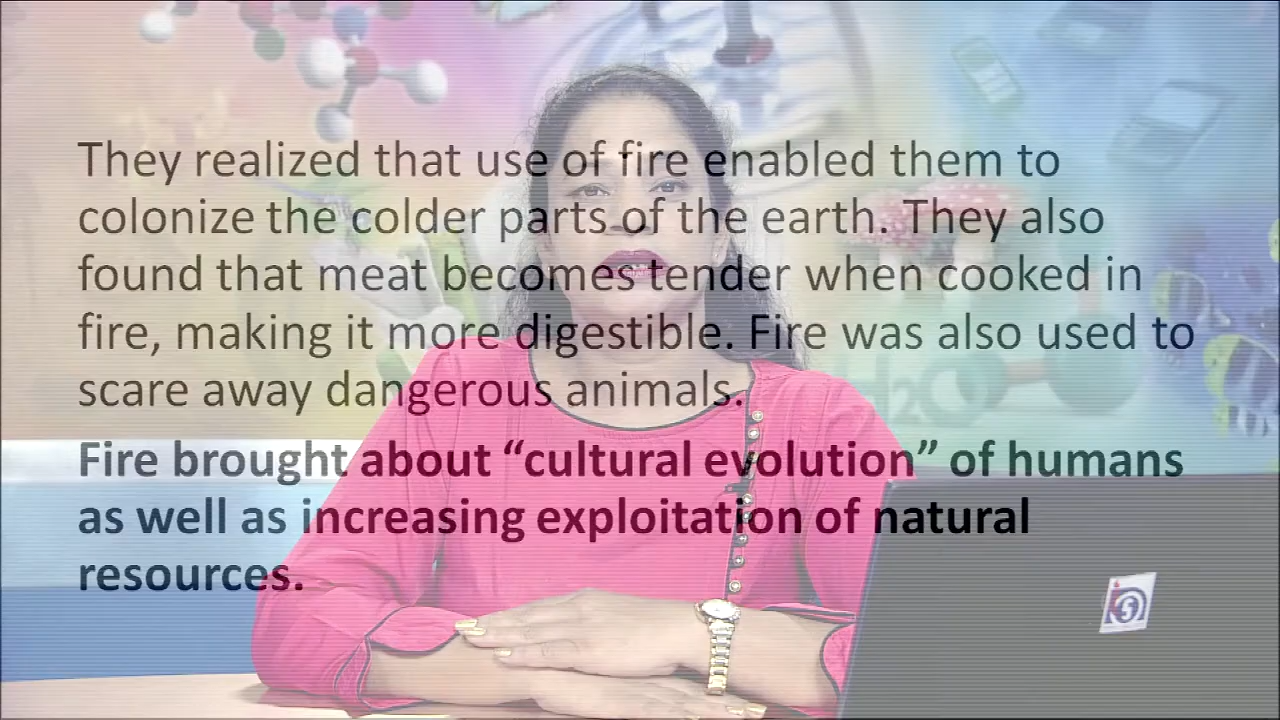 They realized that use of fire enabled them to
colonize the colder parts of the earth. They also
found that meat becomes tender when cooked in
fire, making it more digestible. Fire was also used to
scare away dangerous animals.
Fire brought about “cultural evolution” of humans
as well as increasing exploitation of natural
resources.
H2O